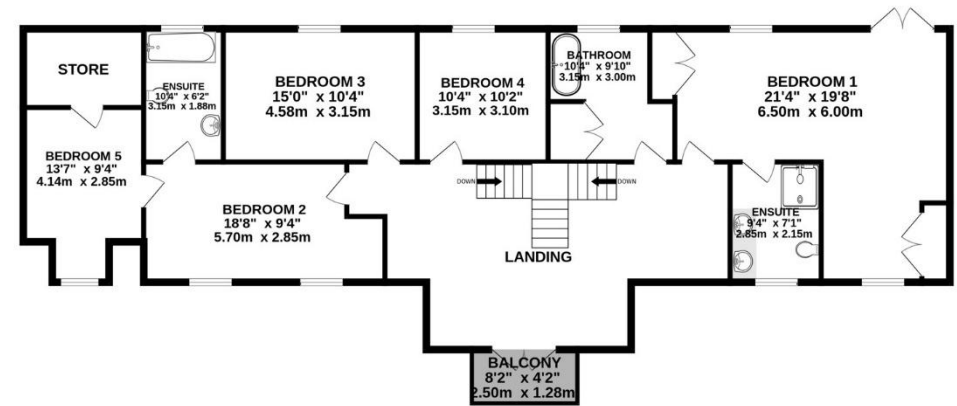 STORE
ENSUITE
10'4" x 6'2"
3.15m x 1.88m
BEDROOM 3
15'0" x 10'4"
4.58m x 3.15m
BEDROOM 4
10'4" x 10'2"
3.15m x 3.10m
BATHROOM
10'4" x 9'10"
3.15m x 3.00m
BEDROOM 1
21'4" x 19'8"
6.50m x 6.00m
BEDROOM 5
13'7" x 9'4"
4.14m x 2.85m
BEDROOM 2
18'8" x 9'4"
5.70m x 2.85m
DOWN
DOWN
LANDING
ENSUITE
9'4" x 7'1"
2.85m x 2.15m
BALCONY
8'2" x 4'2"
2.50m x 1.28m